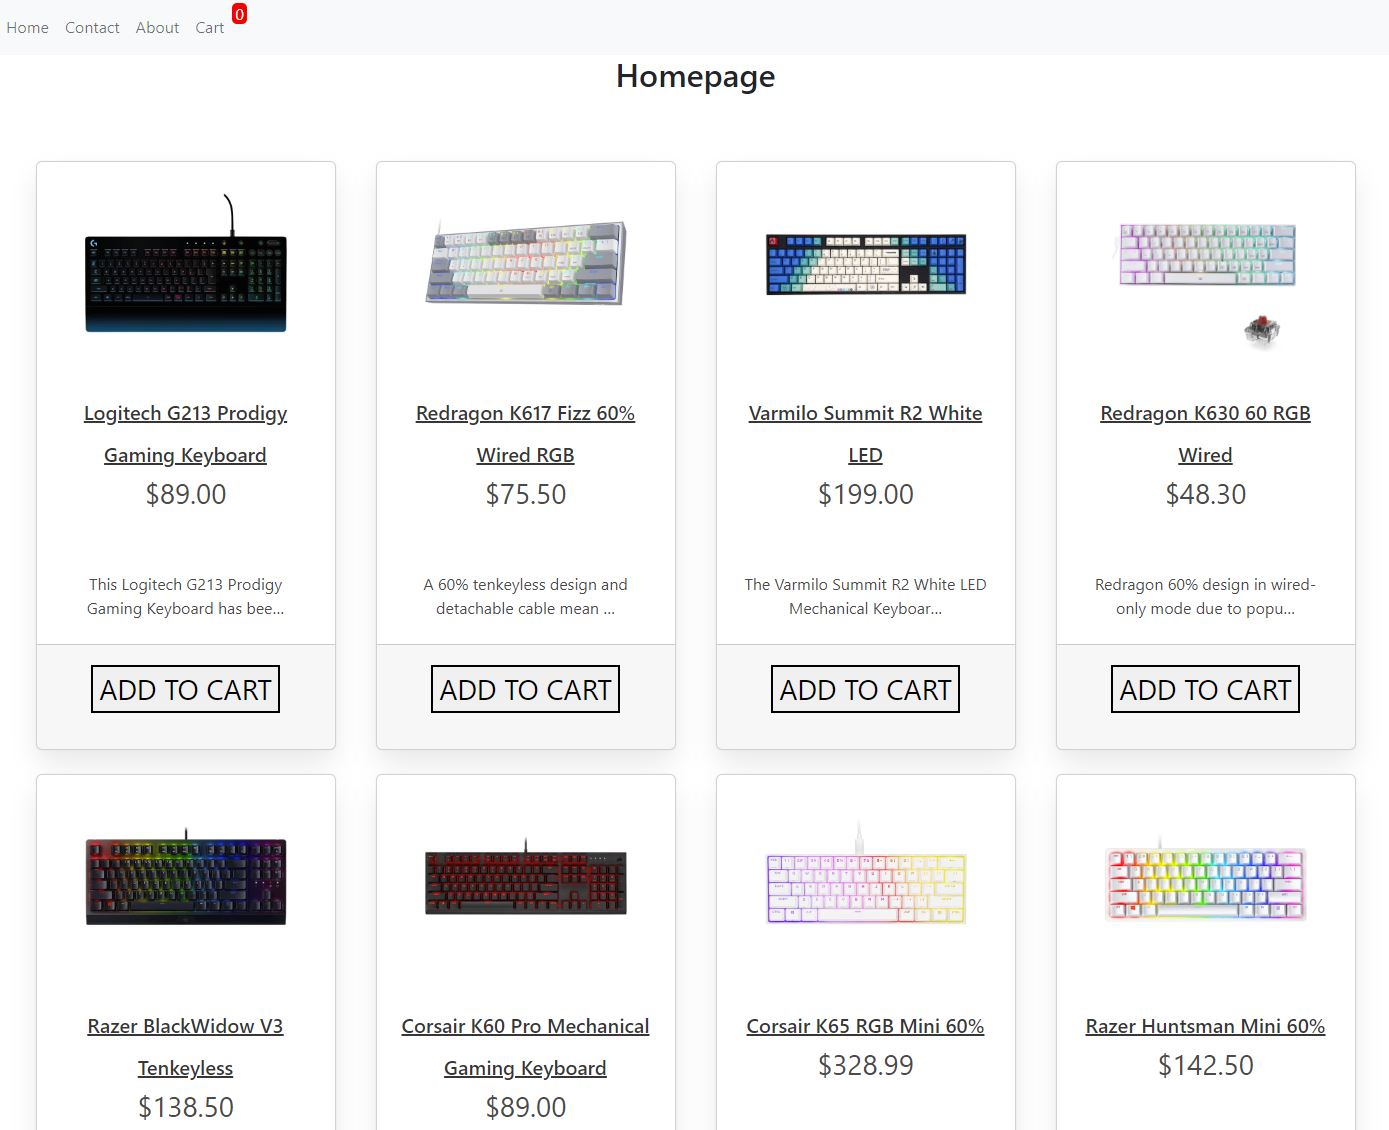 Home Contact About Cart 0
Homepage
Logitech G213 Prodigy
Gaming Keyboard
$89.00
This Logitech G213 Prodigy
Gaming Keyboard has bee...
ADD TO CART
Redragon K617 Fizz 60%
Wired RGB
$75.50
A 60% tenkeyless design and
detachable cable mean ...
ADD TO CART
Varmilo Summit R2 White
LED
$199.00
The Varmilo Summit R2 White LED
Mechanical Keyboar...
ADD TO CART
Redragon K630 60 RGB
Wired
$48.30
Redragon 60% design in wired-
only mode due to popu...
ADD TO CART
Razer BlackWidow V3
Tenkeyless
$138.50
Corsair K60 Pro Mechanical
Gaming Keyboard
$89.00
Corsair K65 RGB Mini 60%
$328.99
Razer Huntsman Mini 60%
$142.50